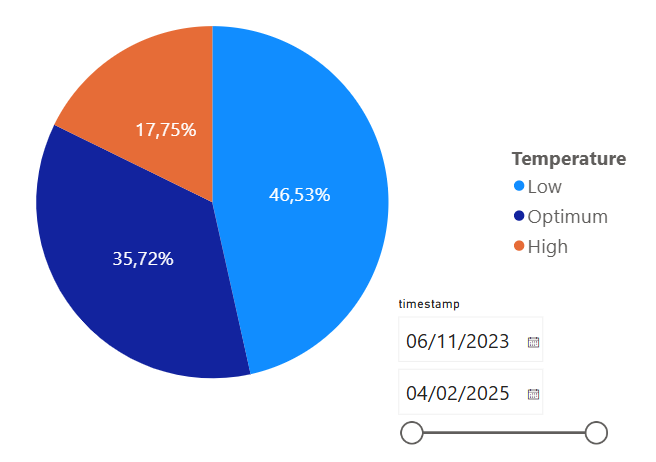 17,75%
46,53%
35,72%
Temperature
Low
Optimum
High
timestamp
06/11/2023
04/02/2025